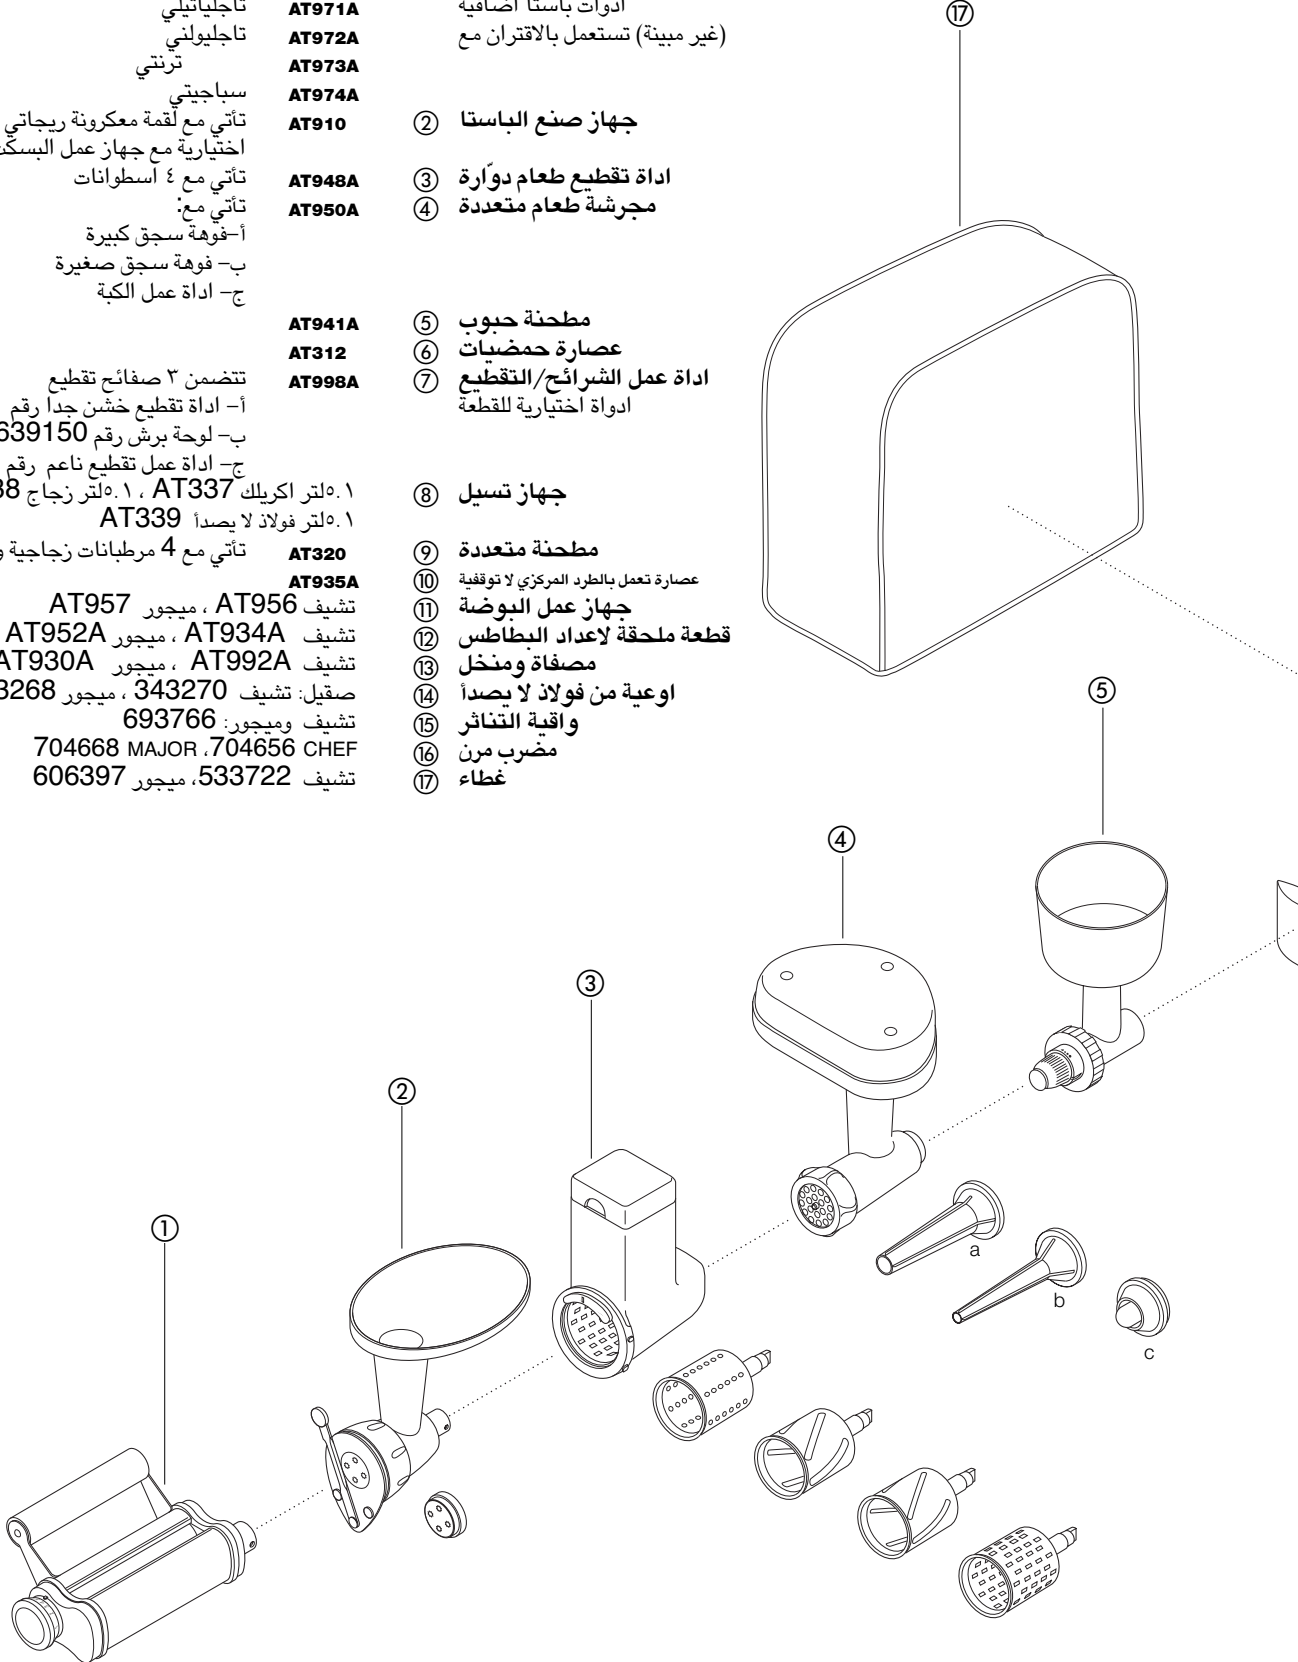 ادوات باستا اضافية AT971A تاجلياتيلي
(غير مبينة) تستعمل بالاقتران مع AT972A تاجليولني
AT973A ترنتي
AT974A سباجيتي
② جهاز صنع الباستا AT910 تأتي مع لقمة معكرونة ريجاتي
اختيارية مع جهاز عمل
③ اداة تقطيع طعام دوّارة AT948A تأتي مع ٤ اسطوانات
④ مجرشة طعام متعددة AT950A تأتي مع:
أ–فوهة سجق كبيرة
ب– فوهة سجق صغيرة
ج– اداة عمل الكبة
⑤ مطحنة حبوب AT941A
⑥ عصارة حمضيات AT312
⑦ اداة عمل الشرائح/التقطيع AT998A تتضمن ٣ صفائح تقطيع
ادواة اختيارية للقطعة أ– اداة تقطيع خشن جدا رقم
ب– لوحة برش رقم 639150
ج– اداة عمل تقطيع ناعم رقم
⑧ جهاز تسيل ٥.١لتر اكريلك AT337 ، ٥.١لتر زجاج
٥.١لتر فولاذ لا يصدأ AT339
⑨ مطحنة متعددة AT320 تأتي مع 4 مرطبانات زجاجية
⑩ عصارة تعمل بالطرد المركزي لا توقفية AT935A
⑪ جهاز عمل البوضة تشيف AT956 ، ميجور AT957
⑫ قطعة ملحقة لاعداد البطاطس تشيف AT934A ، ميجور AT952A
⑬ مصفاة ومنخل تشيف AT992A ، ميجور AT930A
⑭ اوعية من فولاذ لا يصدأ صقيل: تشيف 343270 ، ميجور
⑮ واقية التناثر تشيف وميجور: 693766
⑯ مضرب مرن CHEF 704656، MAJOR 704668
⑰ غطاء تشيف 533722، ميجور 606397
⑰
⑤
④
③
②
①
a
b
c